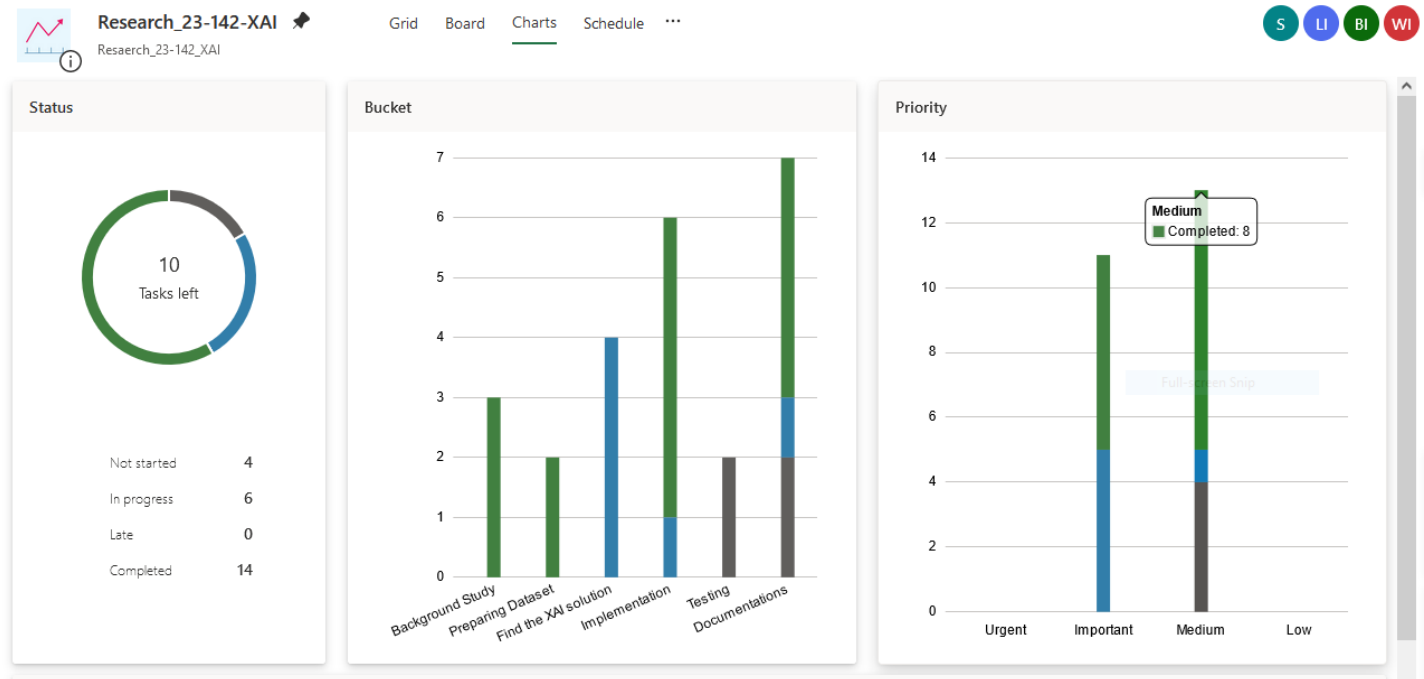 Research_23-142-XAI
Resaerch_23-142_XAI
Grid Board Charts Schedule ...
S LI BI WI
Status
10
Tasks left
Not started 4
In progress 6
Late 0
Completed 14
Bucket
7
6
5
4
3
2
1
0
Background Study
Preparing Dataset
Find the XAI solution
Implementation
Testing
Documentations
Priority
14
12
10
8
6
4
2
0
Medium
Completed: 8
Full-screen Snip
Urgent Important Medium Low